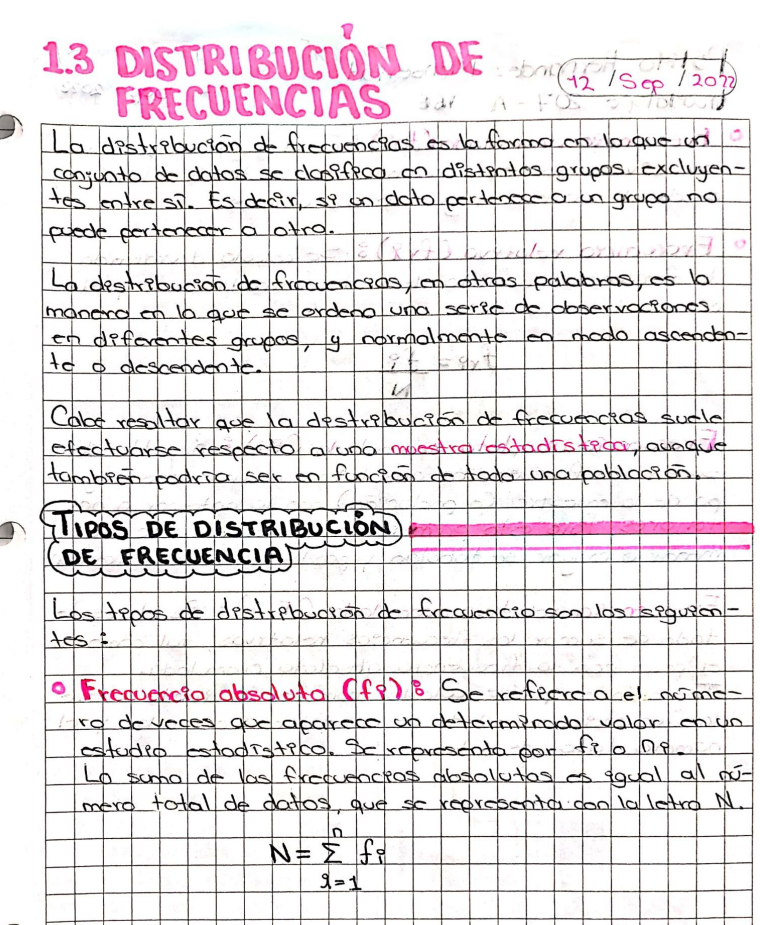 1.3 DISTRIBUCIÓN DE
FRECUENCIAS
12 / Sep / 2022
La distribución de frecuencias es la forma en la que un
conjunto de datos se clasifica en distintos grupos excluyen-
tes entre sí. Es decir, si un dato pertenece a un grupo no
puede pertenecer a otro.
La destribución de frecuencias, en otras palabras, es la
manera en la que se ordena una serie de observaciones
en diferentes grupos, y normalmente en modo ascenden-
te o descendente.
Cabe resaltar que la distribución de frecuencias suele
efectuarse respecto a una muestra estadística, aunque
también podría ser en función de toda una población.
TIPOS DE DISTRIBUCIÓN
DE FRECUENCIA
Los tipos de distribución de frecuencia son los siguien-
tes:
Frecuencia absoluta (fi): Se refiere a el núme-
ro de veces que aparece un determinado valor en un
estudio estadístico. Se representa por fi o ni.
La suma de las frecuencias absolutas es igual al nú-
mero total de datos, que se representa con la letra N.
n
N = Σ fi
i=1